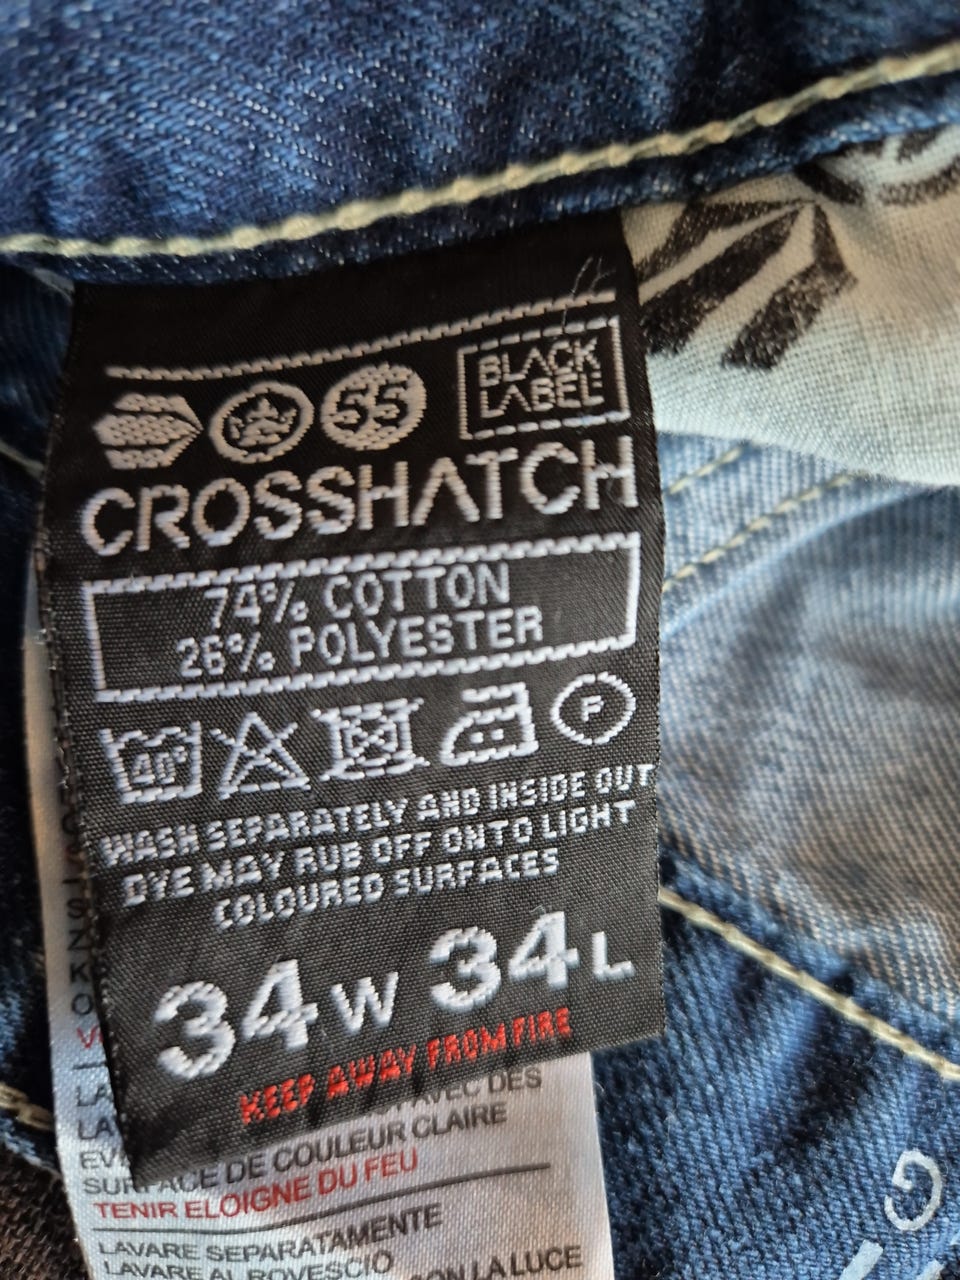 55
BLACK
LABEL
CROSSHATCH
74% COTTON
26% POLYESTER
40°
P
WASH SEPARATELY AND INSIDE OUT
DYE MAY RUB OFF ONTO LIGHT
COLOURED SURFACES
34W 34L
KEEP AWAY FROM FIRE
AVEC DES
SURFACE DE COULEUR CLAIRE
TENIR ELOIGNE DU FEU
LAVARE SEPARATAMENTE
LAVARE AL ROVESCIO
CON LA LUCE